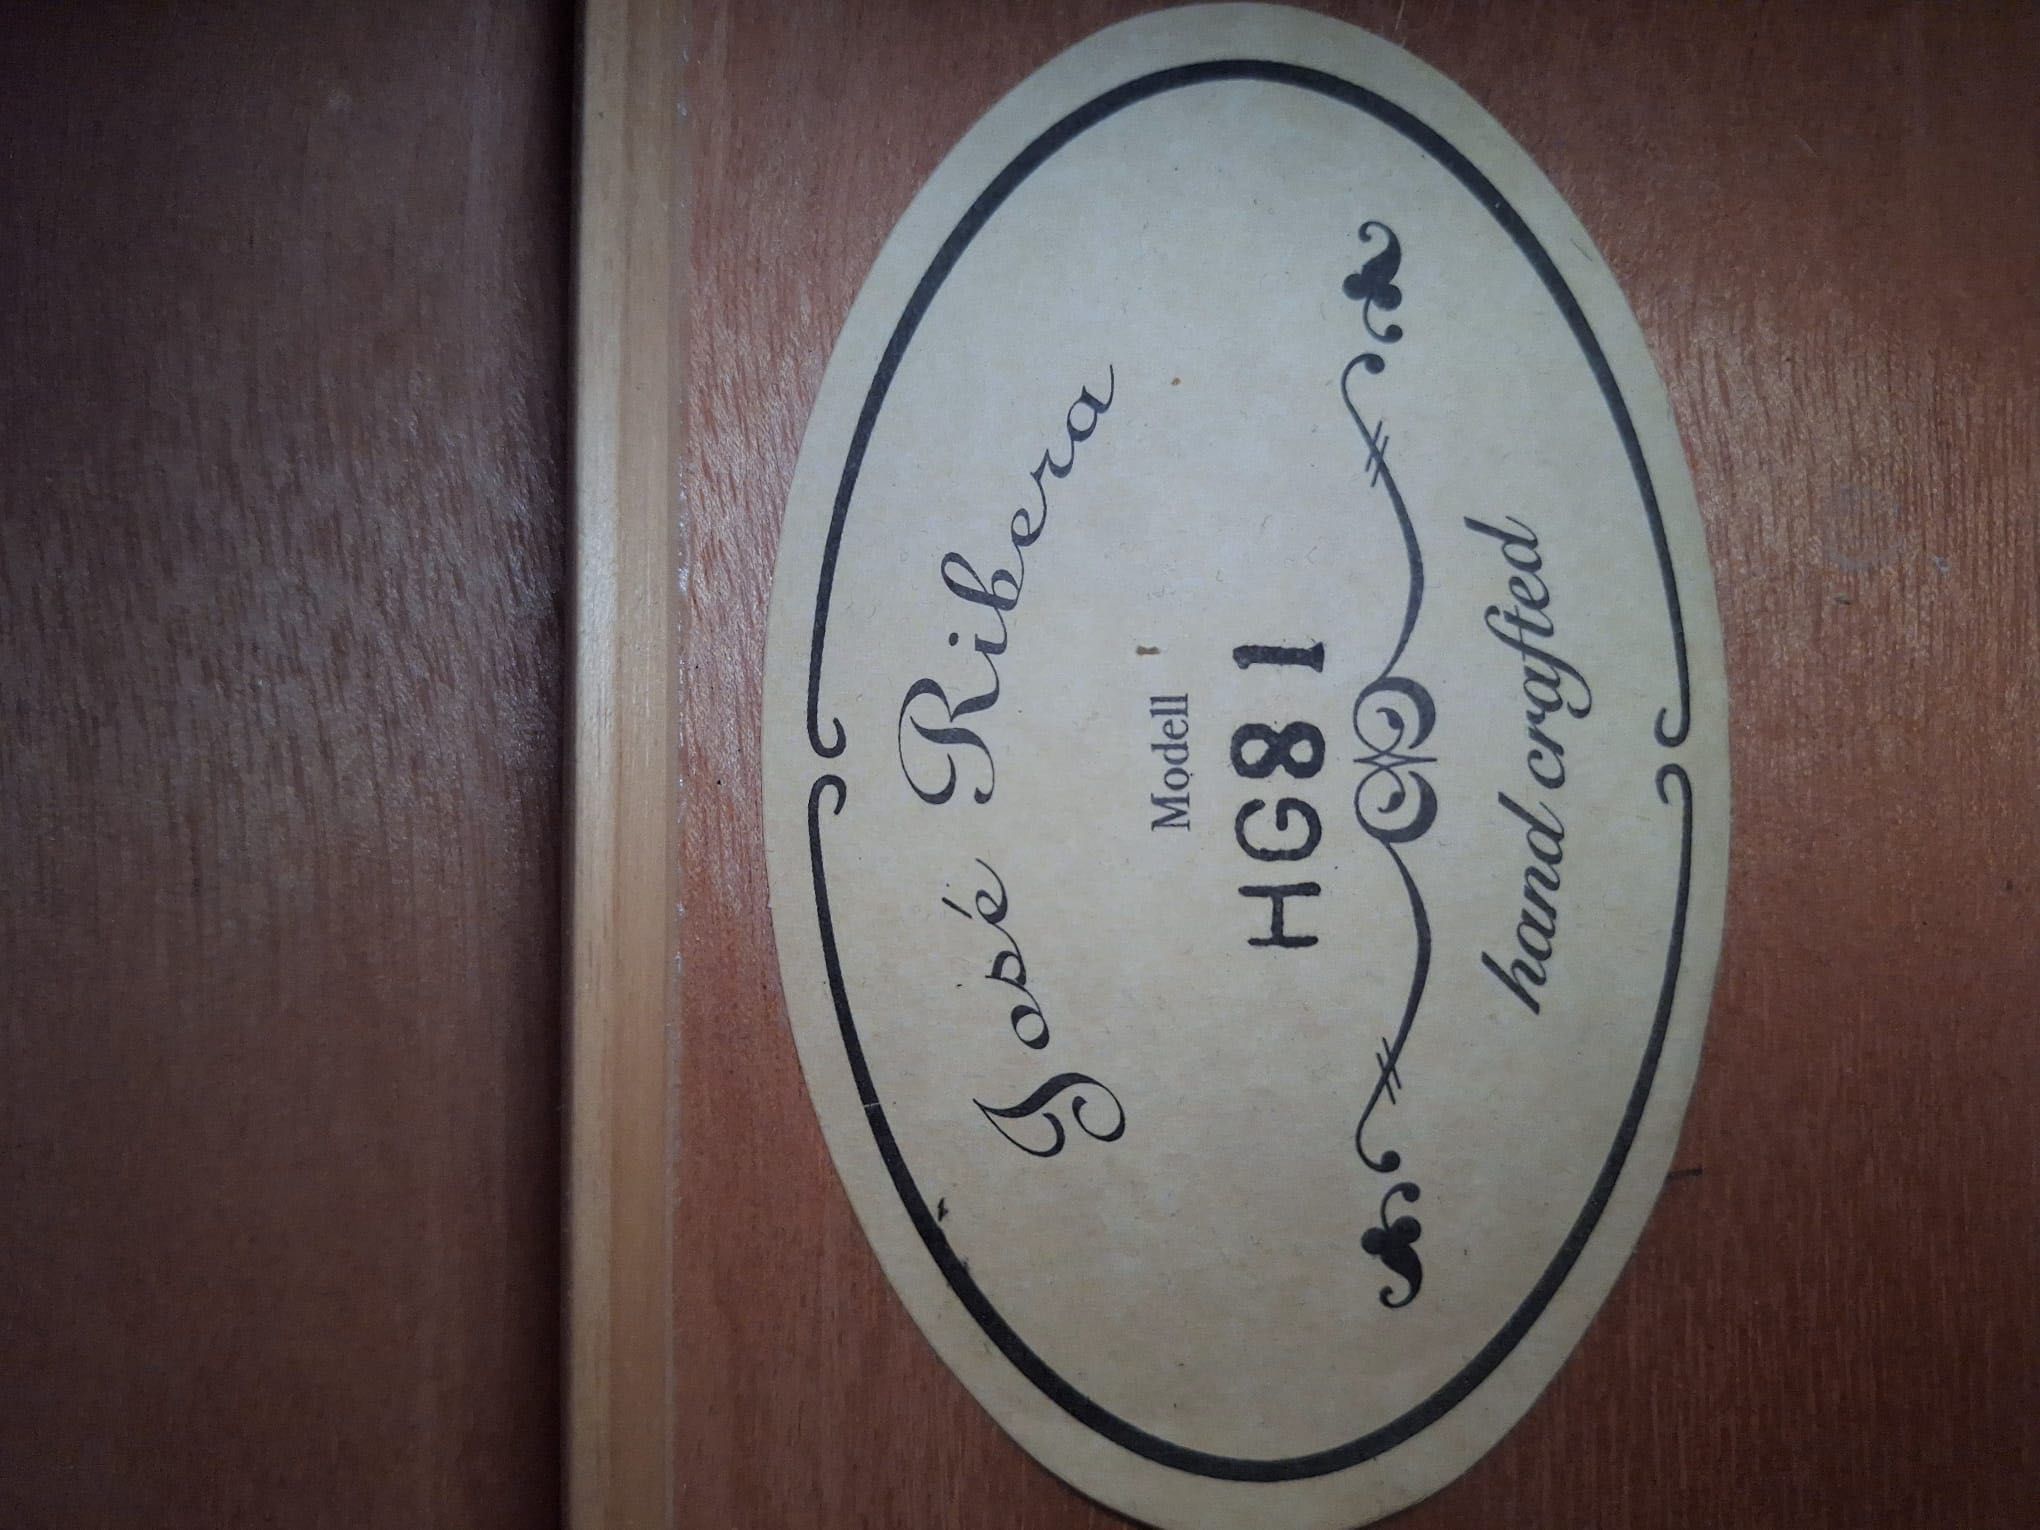 José Ribera
Modell
HG81
hand crafted